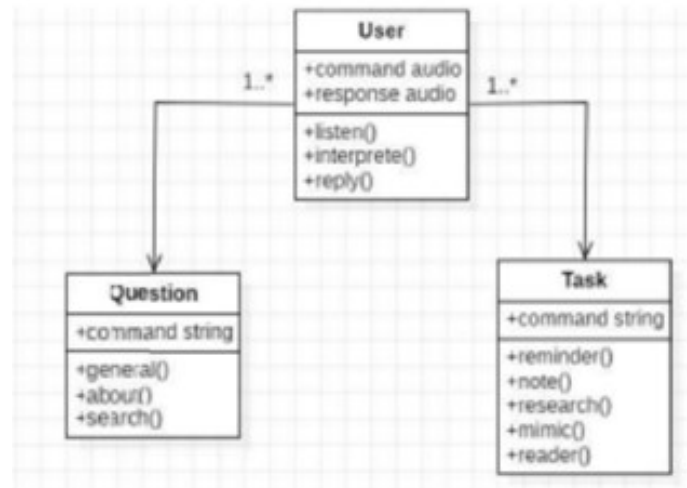 User
+command audio
+response audio
1..*
1..*
+listen()
+interprete()
+reply()
Question
+command string
+general()
+about()
+search()
Task
+command string
+reminder()
+note()
+research()
+mimic()
+reader()